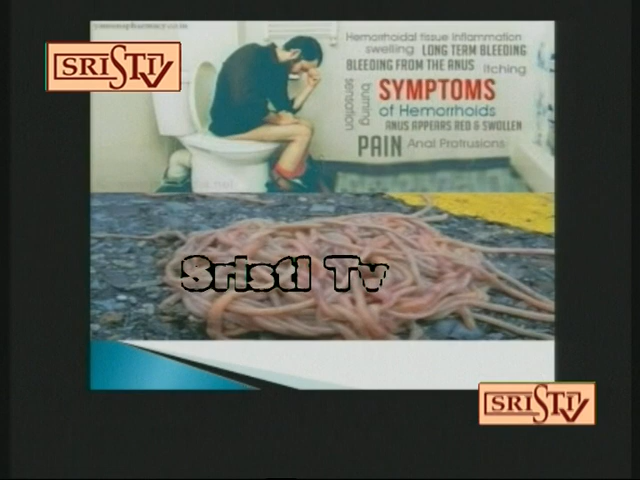 SRISTI TV
Hemorrhoidal tissue inflammation
swelling LONG TERM BLEEDING
BLEEDING FROM THE ANUS itching
burning
sensation
SYMPTOMS
of Hemorrhoids
ANUS APPEARS RED & SWOLLEN
PAIN Anal Protrusions
Sristi Tv
SRISTI TV